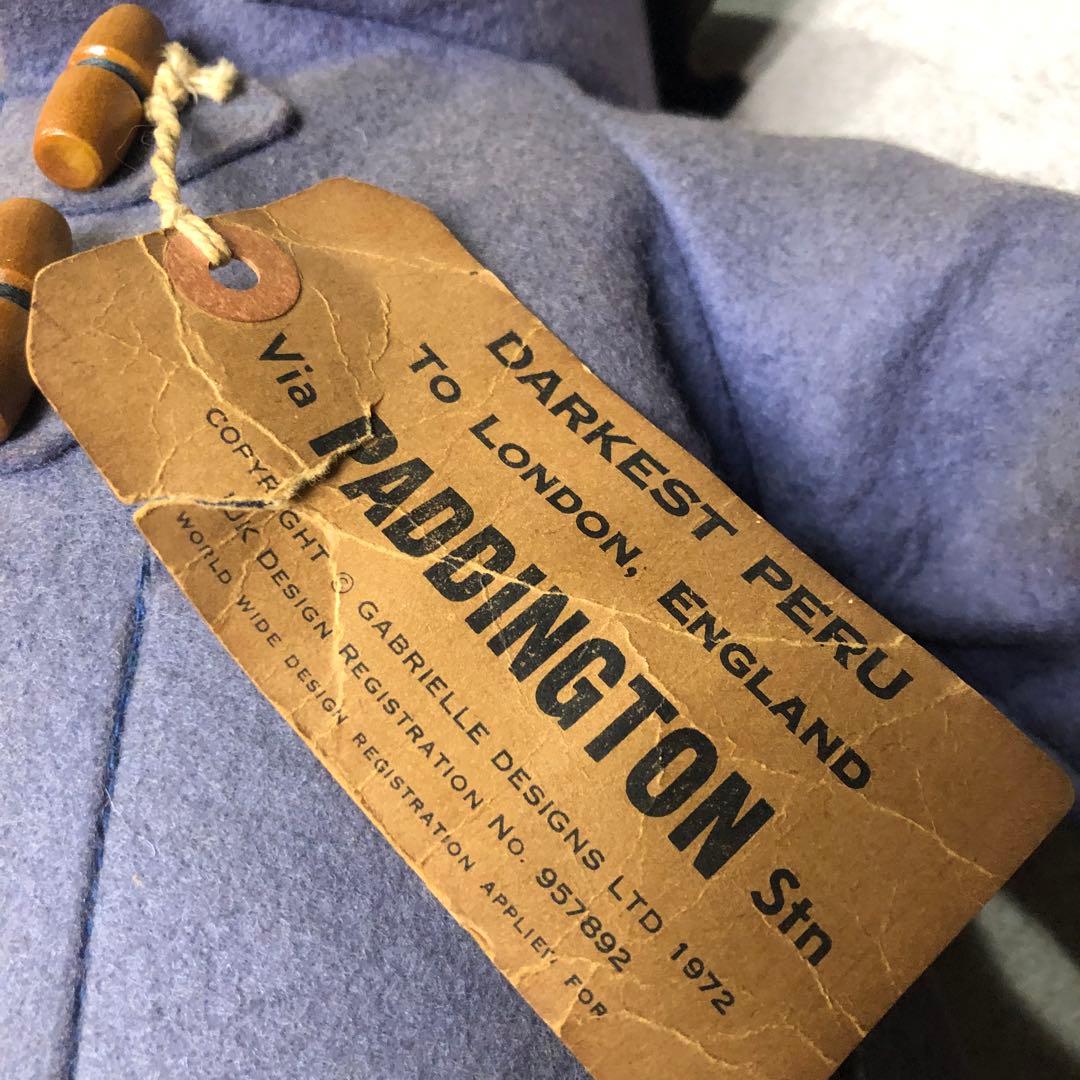 DARKEST PERU
TO LONDON, ENGLAND
Via PADDINGTON Stn
COPYRIGHT © GABRIELLE DESIGNS LTD 1972
UK DESIGN REGISTRATION No. 957892
WORLD WIDE DESIGN REGISTRATION APPLIED FOR